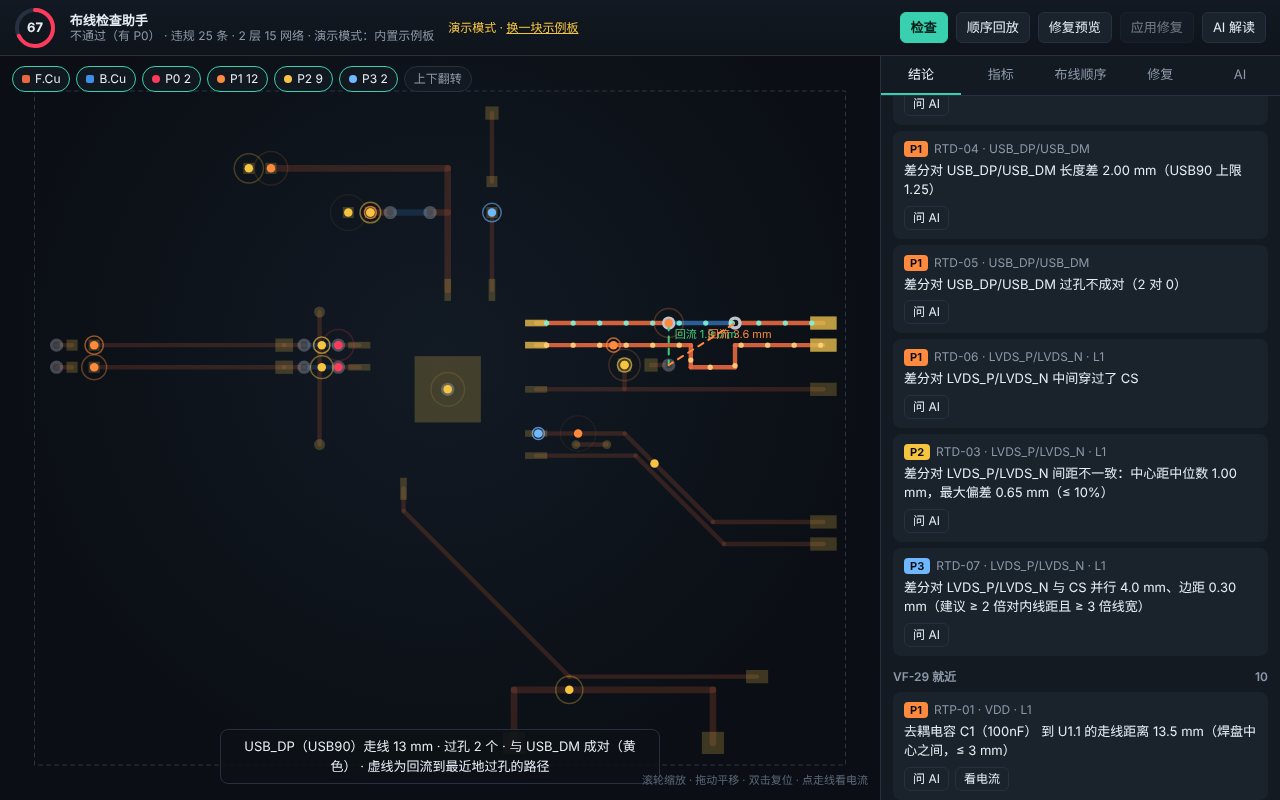 67
布线检查助手
不通过（有 P0） · 违规 25 条 · 2 层 15 网络 · 演示模式：内置示例板
演示模式 · 换一块示例板
检查
顺序回放
修复预览
应用修复
AI 解读
F.Cu
B.Cu
P0 2
P1 12
P2 9
P3 2
上下翻转
结论
指标
布线顺序
修复
AI
问 AI
P1 RTD-04 · USB_DP/USB_DM
差分对 USB_DP/USB_DM 长度差 2.00 mm（USB90 上限
1.25）
问 AI
P1 RTD-05 · USB_DP/USB_DM
差分对 USB_DP/USB_DM 过孔不成对（2 对 0）
问 AI
P1 RTD-06 · LVDS_P/LVDS_N · L1
差分对 LVDS_P/LVDS_N 中间穿过了 CS
问 AI
P2 RTD-03 · LVDS_P/LVDS_N · L1
差分对 LVDS_P/LVDS_N 间距不一致：中心距中位数 1.00
mm，最大偏差 0.65 mm（≤ 10%）
问 AI
P3 RTD-07 · LVDS_P/LVDS_N · L1
差分对 LVDS_P/LVDS_N 与 CS 并行 4.0 mm、边距 0.30
mm（建议 ≥ 2 倍对内线距且 ≥ 3 倍线宽）
问 AI
VF-29 就近 10
P1 RTP-01 · VDD · L1
去耦电容 C1（100nF） 到 U1.1 的走线距离 13.5 mm（焊盘中
心之间，≤ 3 mm）
问 AI
看电流
回流 3.6 mm
USB_DP（USB90）走线 13 mm · 过孔 2 个 · 与 USB_DM 成对（黄
色） · 虚线为回流到最近地过孔的路径
滚轮缩放 · 拖动平移 · 双击复位 · 点走线看电流